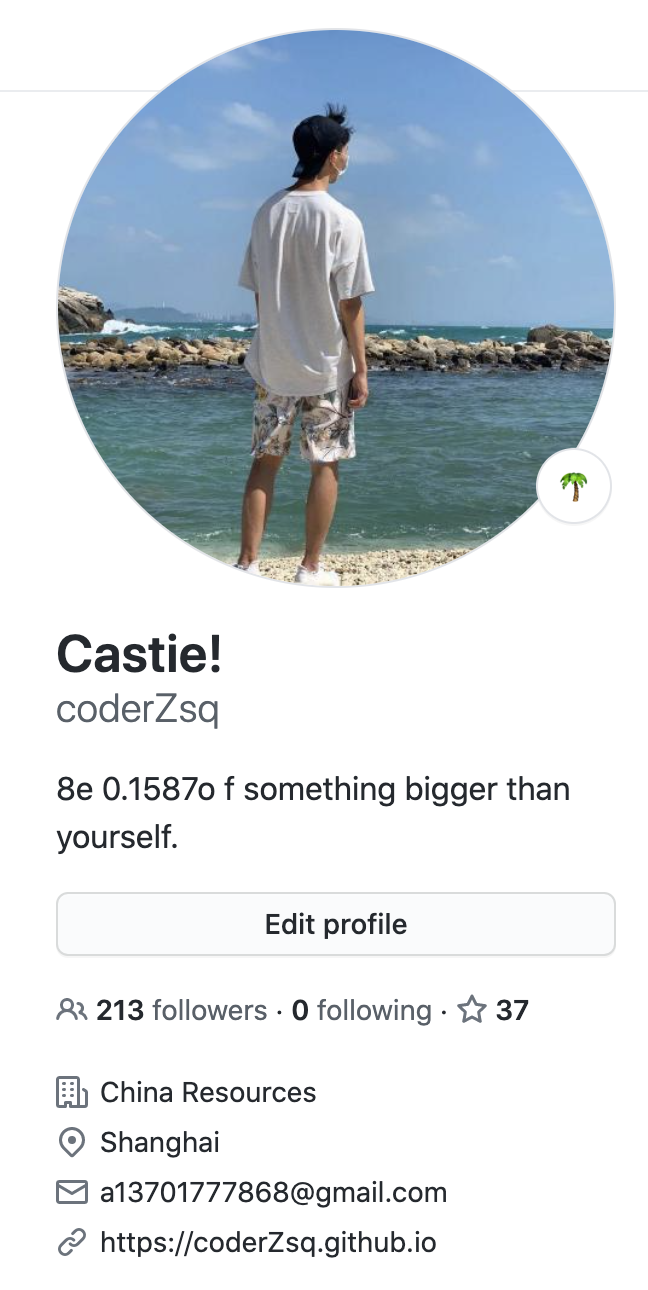 Castie!
coderZsq
8e 0.1587o f something bigger than
yourself.
Edit profile
213 followers · 0 following · 37
China Resources
Shanghai
a13701777868@gmail.com
https://coderZsq.github.io